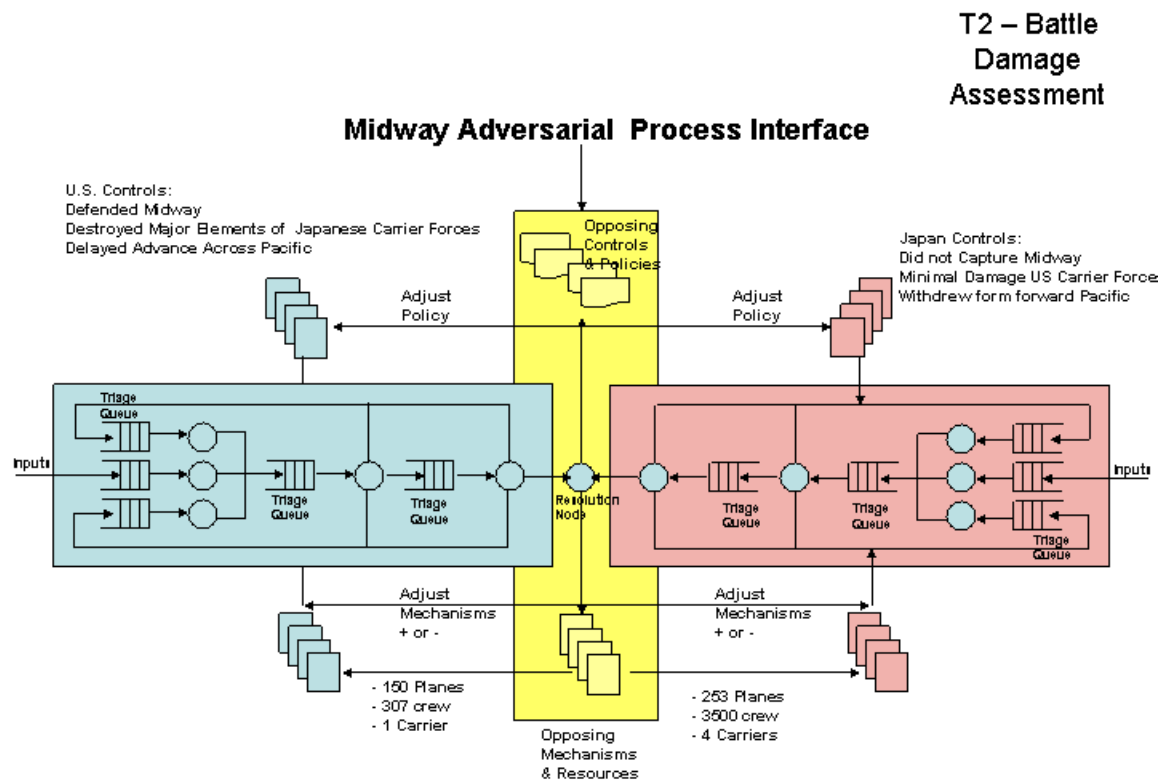 T2 – Battle
Damage
Assessment
Midway Adversarial Process Interface
U.S. Controls:
Defended Midway
Destroyed Major Elements of Japanese Carrier Forces
Delayed Advance Across Pacific
Opposing
Controls
& Policies
Japan Controls:
Did not Capture Midway
Minimal Damage US Carrier Forces
Withdrew form forward Pacific
Adjust
Policy
Adjust
Policy
Triage
Queue
Inputs
Triage
Queue
Triage
Queue
Resolution
Node
Triage
Queue
Triage
Queue
Triage
Queue
Inputs
Adjust
Mechanisms
+ or -
Adjust
Mechanisms
+ or -
- 150 Planes
- 307 crew
- 1 Carrier
- 253 Planes
- 3500 crew
- 4 Carriers
Opposing
Mechanisms
& Resources